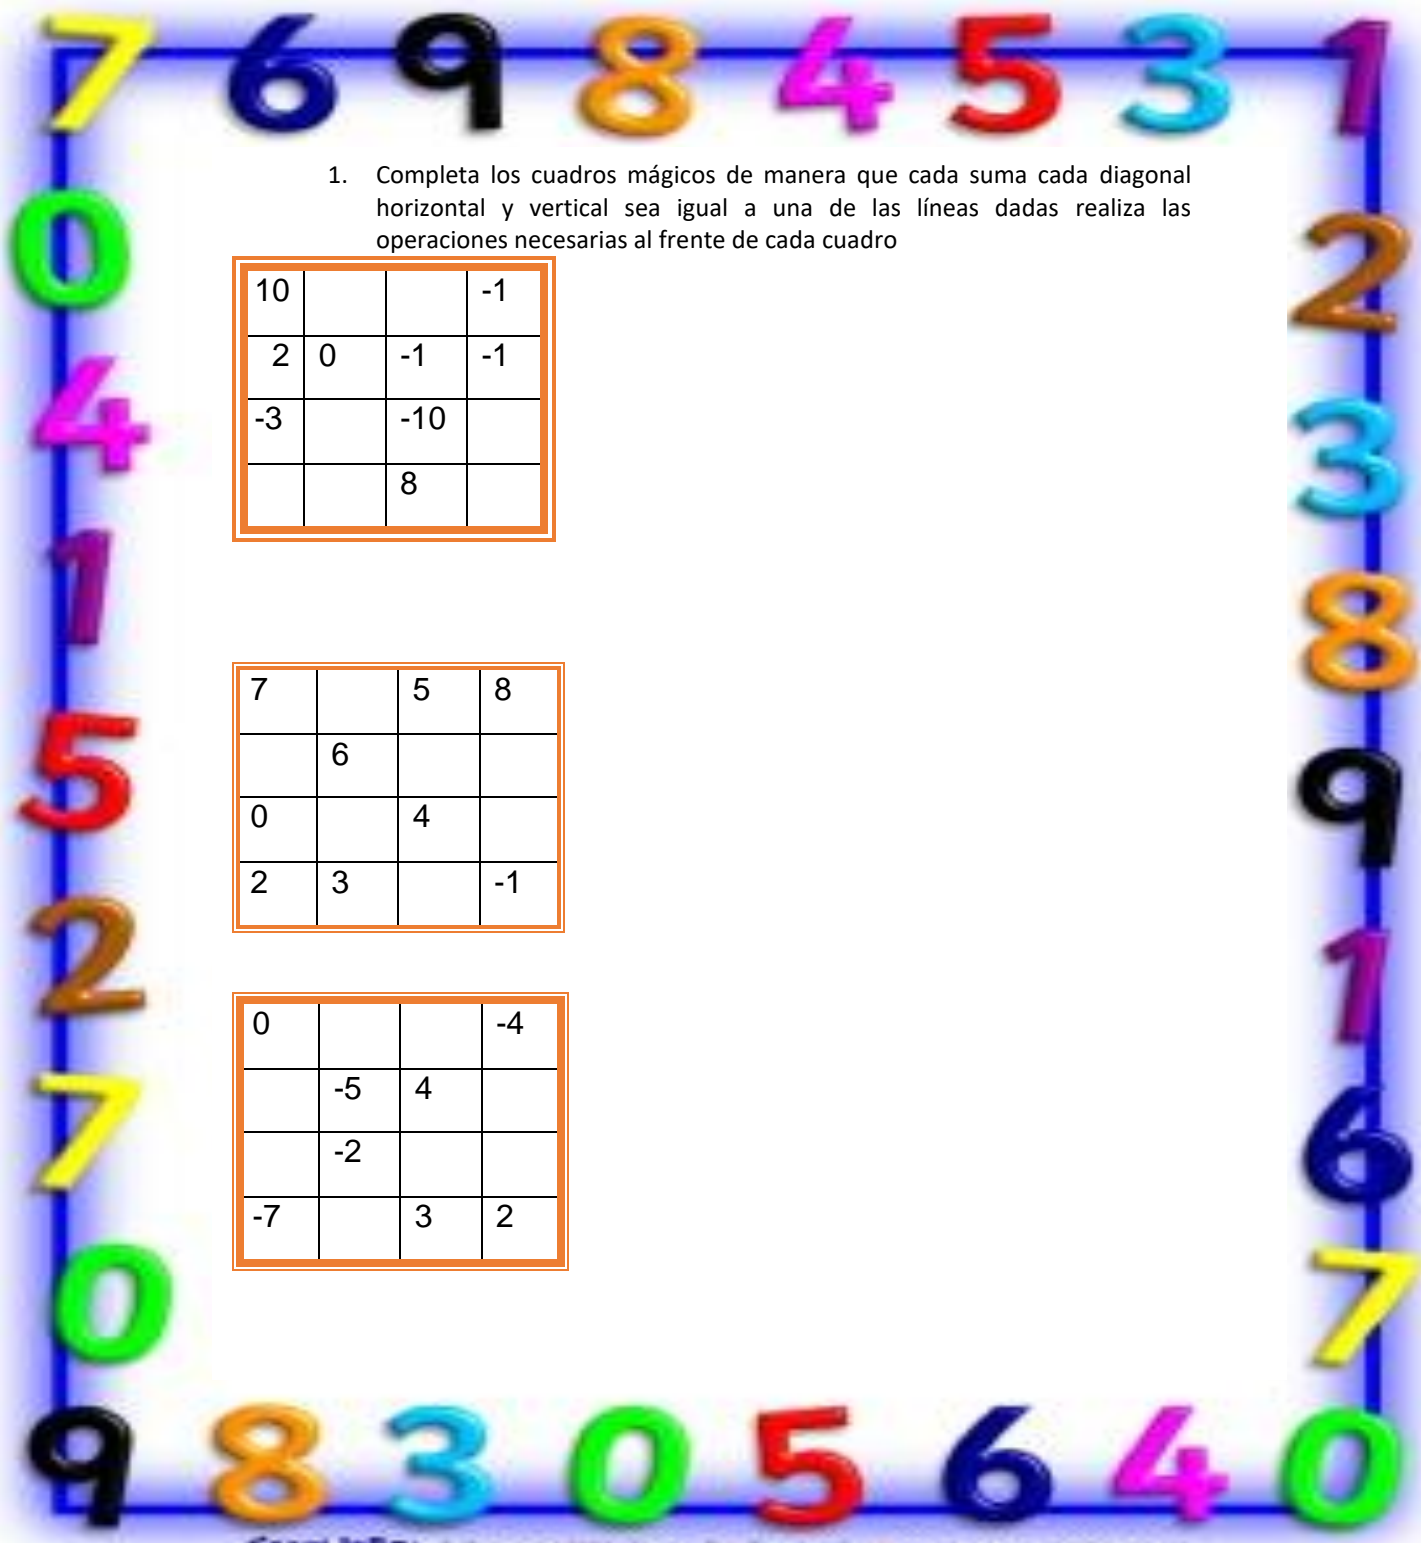 7 6 9 8 4 5 3 1
1. Completa los cuadros mágicos de manera que cada suma cada diagonal
horizontal y vertical sea igual a una de las líneas dadas realiza las
operaciones necesarias al frente de cada cuadro
10 -1
2 0 -1 -1
-3 -10
8
7 5 8
6
0 4
2 3 -1
0 -4
-5 4
-2
-7 3 2
0
4
1
5
2
7
0
2
3
8
9
1
6
7
9 8 3 0 5 6 4 0